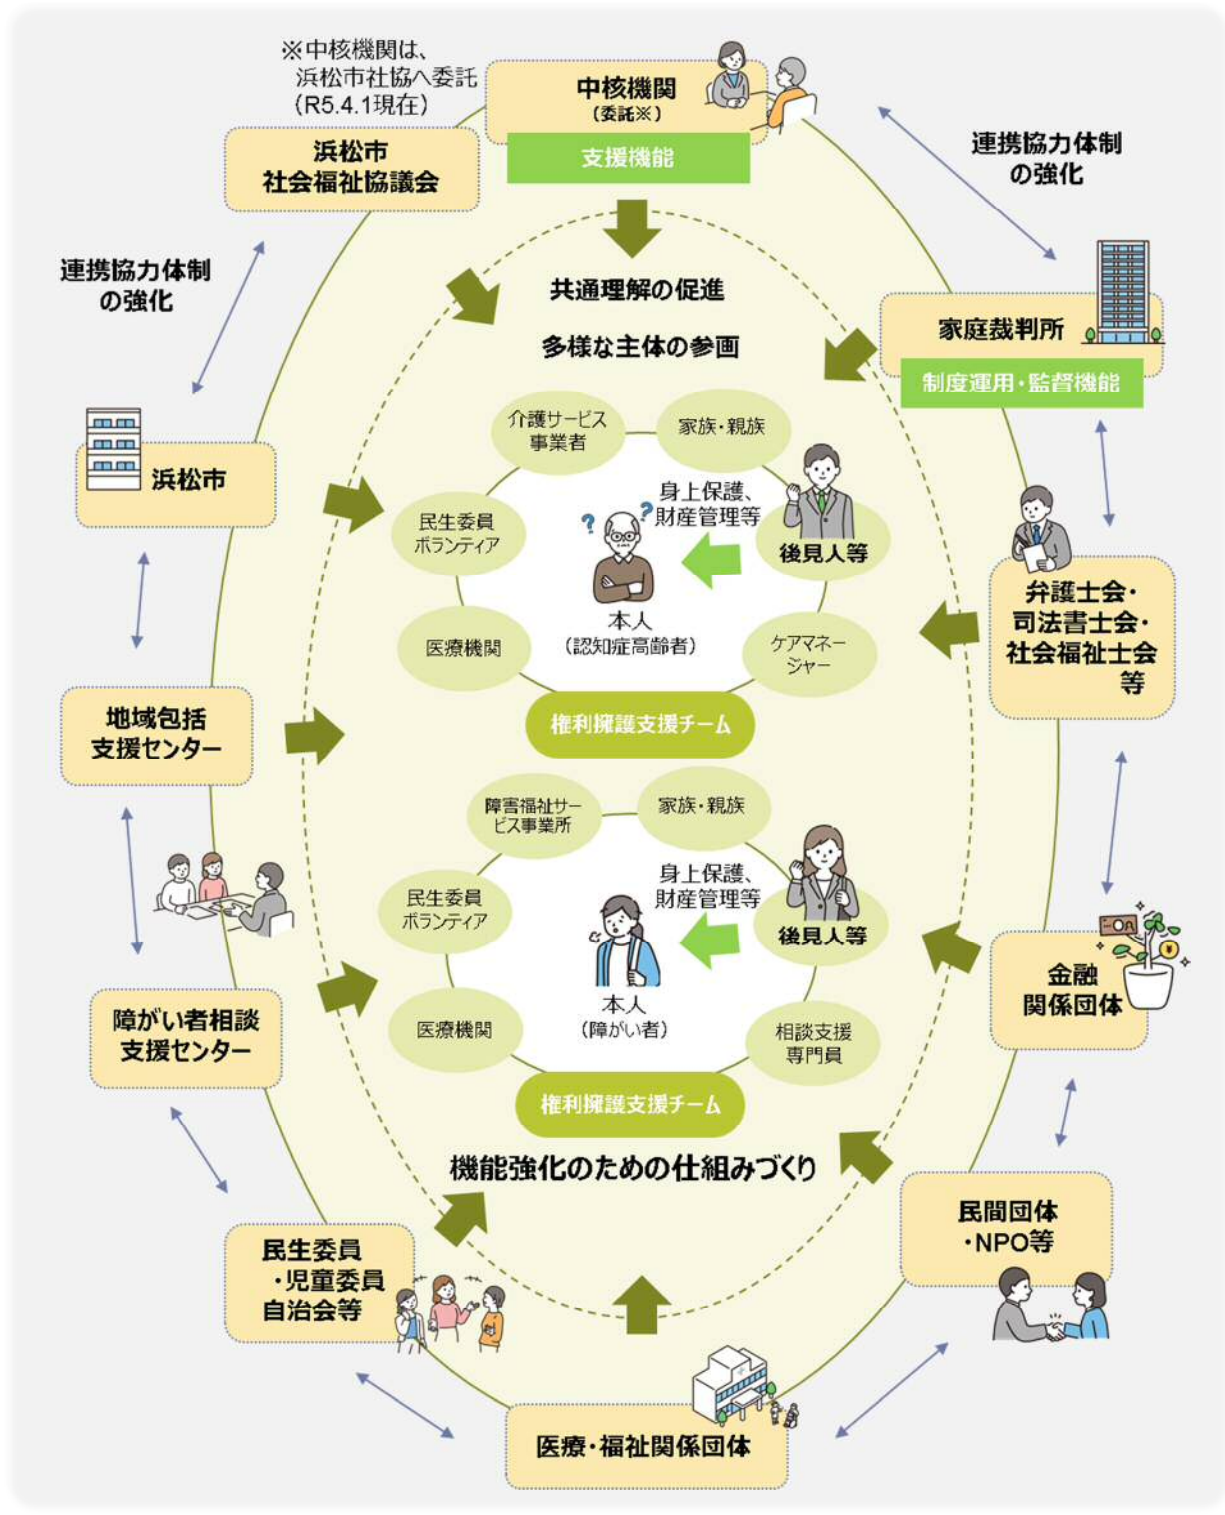 ※中核機関は、
浜松市社協へ委託
（R5.4.1現在）
中核機関
（委託※）
支援機能
浜松市
社会福祉協議会
連携協力体制
の強化
連携協力体制
の強化
共通理解の促進
多様な主体の参画
家庭裁判所
制度運用・監督機能
浜松市
介護サービス
事業者
家族・親族
民生委員
ボランティア
身上保護、
財産管理等
後見人等
?
?
本人
（認知症高齢者）
医療機関
ケアマネー
ジャー
権利擁護支援チーム
弁護士会・
司法書士会・
社会福祉士会
等
地域包括
支援センター
障害福祉サー
ビス事業所
家族・親族
民生委員
ボランティア
身上保護、
財産管理等
後見人等
本人
（障がい者）
医療機関
相談支援
専門員
権利擁護支援チーム
金融
関係団体
¥
障がい者相談
支援センター
機能強化のための仕組みづくり
民生委員
・児童委員
自治会等
民間団体
・NPO等
医療・福祉関係団体